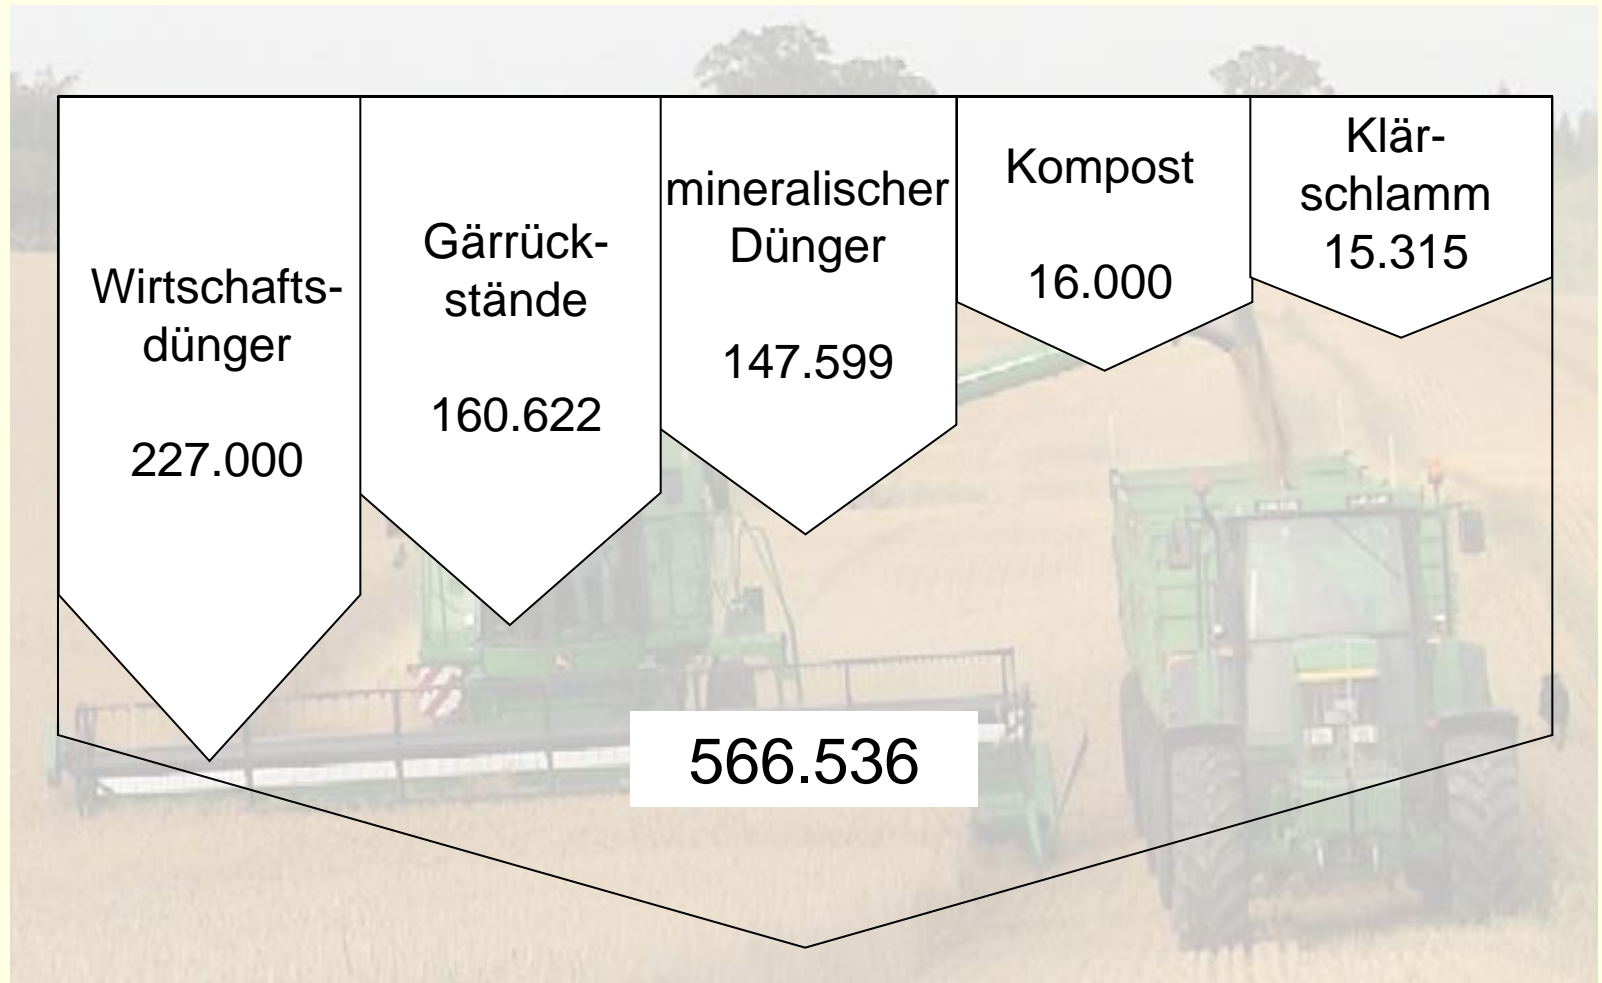 Wirtschafts-
dünger
227.000
Gärrück-
stände
160.622
mineralischer
Dünger
147.599
Kompost
16.000
Klär-
schlamm
15.315
566.536